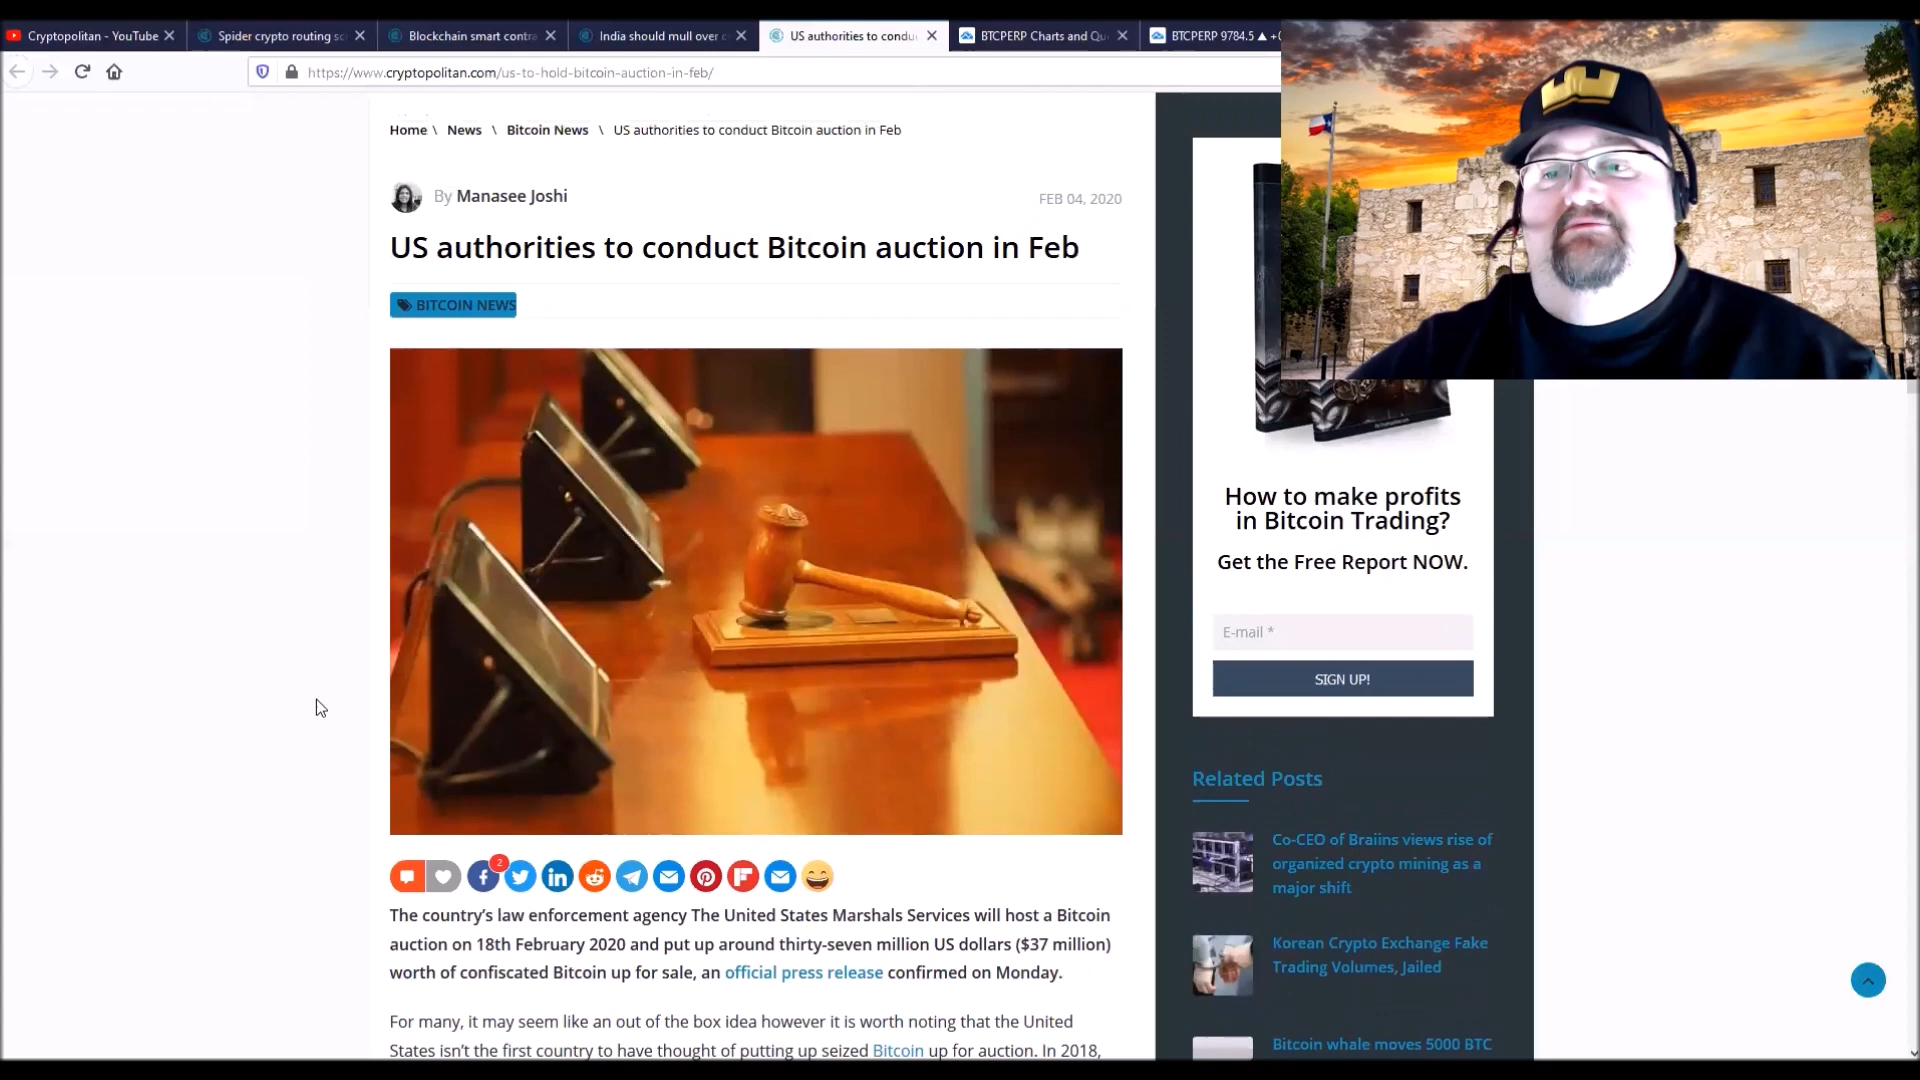 Cryptopolitan - YouTube
Spider crypto routing sc
Blockchain smart contra
India should mull over c
US authorities to condu
BTCPERP Charts and Qu
BTCPERP 9784.5 ▲ +0
https://www.cryptopolitan.com/us-to-hold-bitcoin-auction-in-feb/
Home \ News \ Bitcoin News \ US authorities to conduct Bitcoin auction in Feb
By Manasee Joshi
FEB 04, 2020
US authorities to conduct Bitcoin auction in Feb
BITCOIN NEWS
2
The country’s law enforcement agency The United States Marshals Services will host a Bitcoin
auction on 18th February 2020 and put up around thirty-seven million US dollars ($37 million)
worth of confiscated Bitcoin up for sale, an official press release confirmed on Monday.
For many, it may seem like an out of the box idea however it is worth noting that the United
States isn’t the first country to have thought of putting up seized Bitcoin up for auction. In 2018,
How to make profits
in Bitcoin Trading?
Get the Free Report NOW.
E-mail *
SIGN UP!
Related Posts
Co-CEO of Braiins views rise of
organized crypto mining as a
major shift
Korean Crypto Exchange Fake
Trading Volumes, Jailed
Bitcoin whale moves 5000 BTC